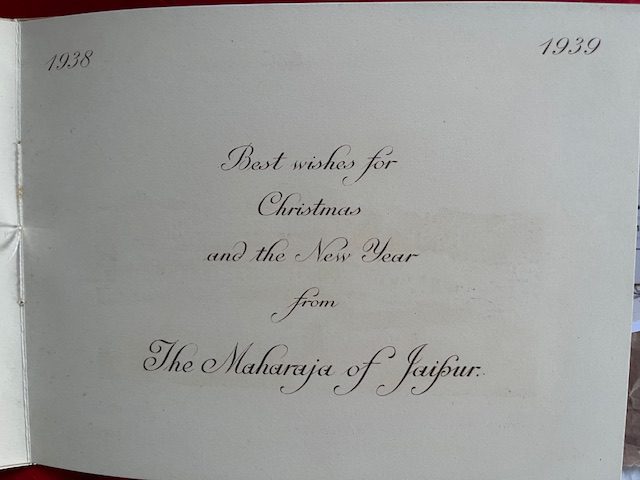 1938 1939
Best wishes for
Christmas
and the New Year
from
The Maharaja of Jaipur.